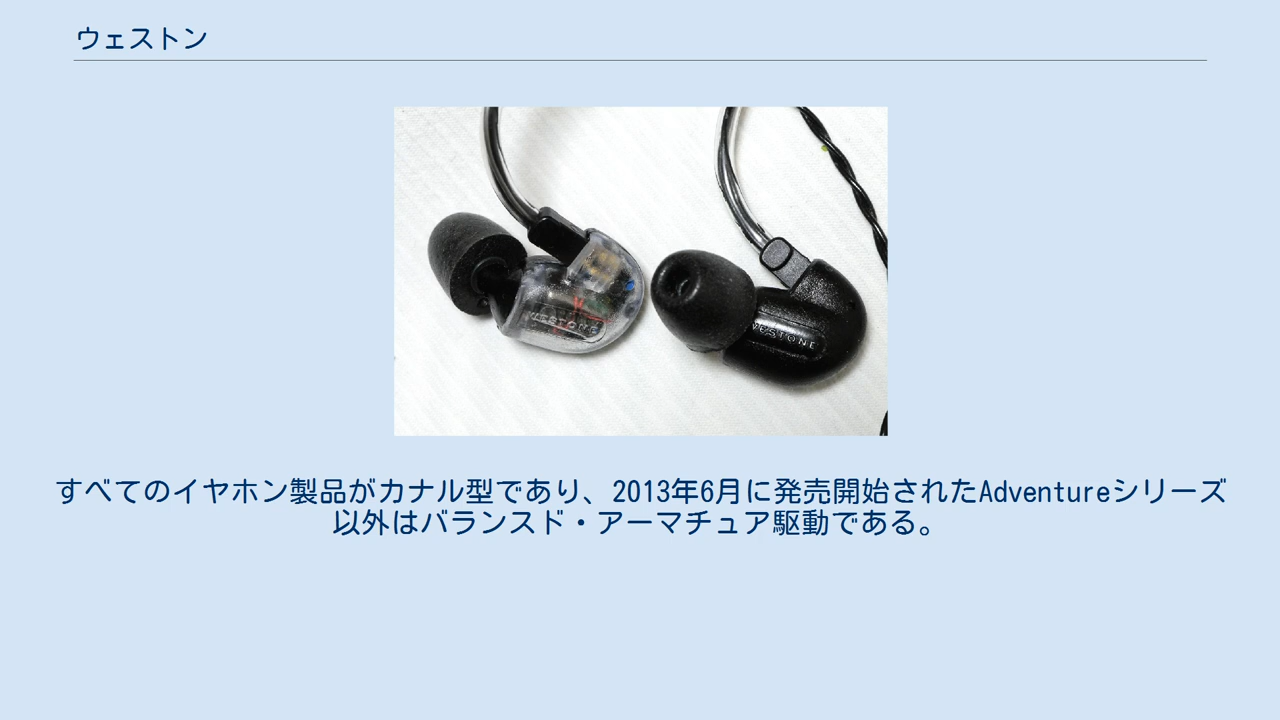 ウェストン
WESTONE
WESTONE
すべてのイヤホン製品がカナル型であり、2013年6月に発売開始されたAdventureシリーズ
以外はバランスド・アーマチュア駆動である。